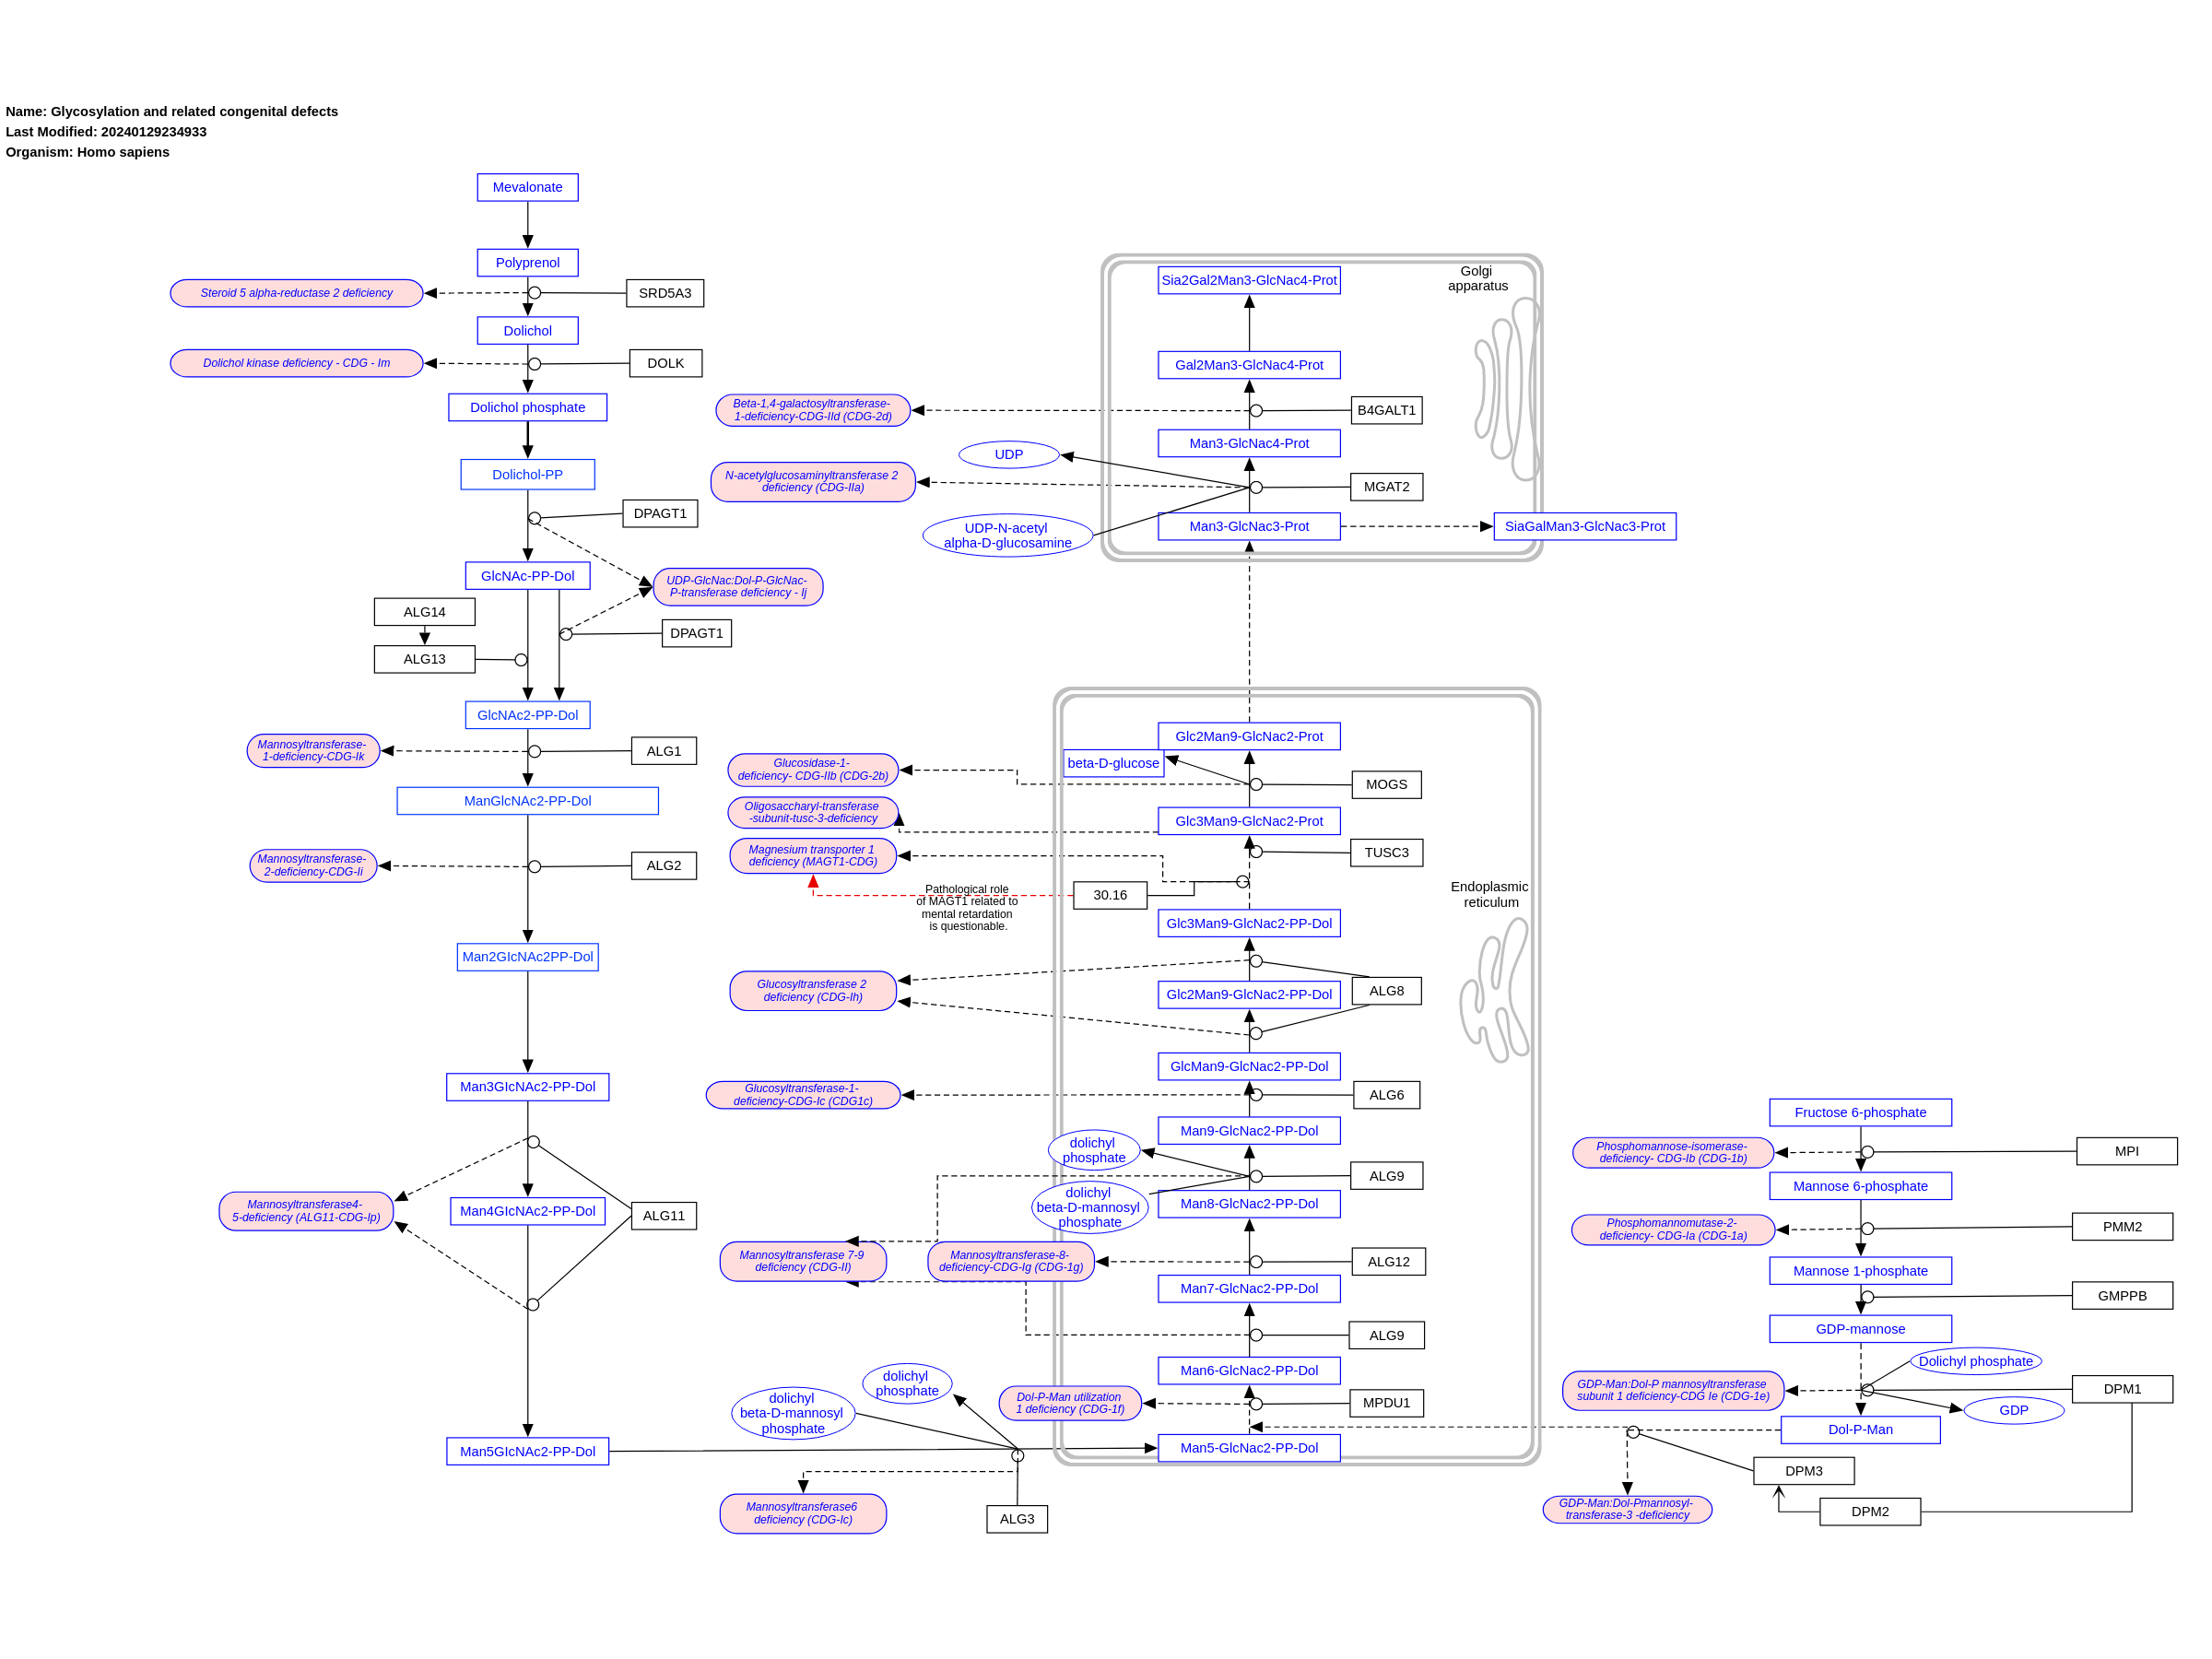 Name: Glycosylation and related congenital defects
Last Modified: 20240129234933
Organism: Homo sapiens
Mevalonate
Polyprenol
Steroid 5 alpha-reductase 2 deficiency
SRD5A3
Dolichol
Dolichol kinase deficiency - CDG - Im
DOLK
Dolichol phosphate
Dolichol-PP
DPAGT1
GlcNAc-PP-Dol
UDP-GlcNac:Dol-P-GlcNac-
P-transferase deficiency - Ij
ALG14
DPAGT1
ALG13
GlcNAc2-PP-Dol
Mannosyltransferase-
1-deficiency-CDG-Ik
ALG1
ManGlcNAc2-PP-Dol
Mannosyltransferase-
2-deficiency-CDG-Ii
ALG2
Man2GIcNAc2PP-Dol
Man3GIcNAc2-PP-Dol
Mannosyltransferase4-
5-deficiency (ALG11-CDG-Ip)
Man4GIcNAc2-PP-Dol
ALG11
Man5GIcNAc2-PP-Dol
dolichyl
beta-D-mannosyl
phosphate
dolichyl
phosphate
Mannosyltransferase6
deficiency (CDG-Ic)
ALG3
Golgi
apparatus
Sia2Gal2Man3-GlcNac4-Prot
Gal2Man3-GlcNac4-Prot
Beta-1,4-galactosyltransferase-
1-deficiency-CDG-IId (CDG-2d)
B4GALT1
Man3-GlcNac4-Prot
UDP
N-acetylglucosaminyltransferase 2
deficiency (CDG-IIa)
MGAT2
UDP-N-acetyl
alpha-D-glucosamine
Man3-GlcNac3-Prot
SiaGalMan3-GlcNac3-Prot
Glc2Man9-GlcNac2-Prot
beta-D-glucose
Glucosidase-1-
deficiency- CDG-IIb (CDG-2b)
MOGS
Oligosaccharyl-transferase
-subunit-tusc-3-deficiency
Glc3Man9-GlcNac2-Prot
Magnesium transporter 1
deficiency (MAGT1-CDG)
TUSC3
Pathological role
of MAGT1 related to
mental retardation
is questionable.
30.16
Endoplasmic
reticulum
Glc3Man9-GlcNac2-PP-Dol
Glucosyltransferase 2
deficiency (CDG-Ih)
Glc2Man9-GlcNac2-PP-Dol
ALG8
GlcMan9-GlcNac2-PP-Dol
Glucosyltransferase-1-
deficiency-CDG-Ic (CDG1c)
ALG6
Man9-GlcNac2-PP-Dol
dolichyl
phosphate
ALG9
dolichyl
beta-D-mannosyl
phosphate
Man8-GlcNac2-PP-Dol
Mannosyltransferase 7-9
deficiency (CDG-II)
Mannosyltransferase-8-
deficiency-CDG-Ig (CDG-1g)
ALG12
Man7-GlcNac2-PP-Dol
ALG9
Man6-GlcNac2-PP-Dol
Dol-P-Man utilization
1 deficiency (CDG-1f)
MPDU1
Man5-GlcNac2-PP-Dol
Fructose 6-phosphate
Phosphomannose-isomerase-
deficiency- CDG-Ib (CDG-1b)
MPI
Mannose 6-phosphate
Phosphomannomutase-2-
deficiency- CDG-Ia (CDG-1a)
PMM2
Mannose 1-phosphate
GMPPB
GDP-mannose
Dolichyl phosphate
GDP-Man:Dol-P mannosyltransferase
subunit 1 deficiency-CDG Ie (CDG-1e)
DPM1
GDP
Dol-P-Man
DPM3
GDP-Man:Dol-Pmannosyl-
transferase-3 -deficiency
DPM2